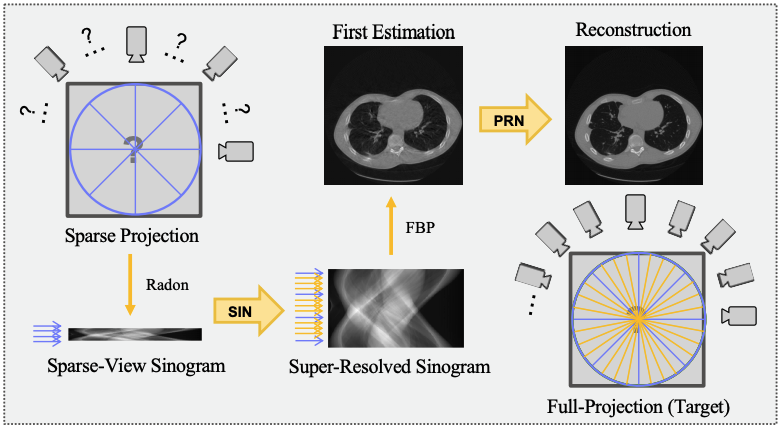 First Estimation
Reconstruction
? ... ? ...
? ...
? ...
?
PRN
Sparse Projection
FBP
Radon
SIN
...
Sparse-View Sinogram
Super-Resolved Sinogram
Full-Projection (Target)